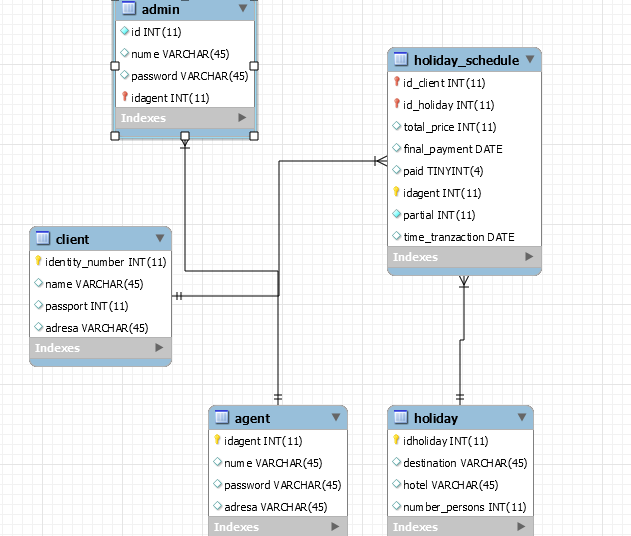 admin
id INT(11)
nume VARCHAR(45)
password VARCHAR(45)
idagent INT(11)
Indexes
holiday_schedule
id_client INT(11)
id_holiday INT(11)
total_price INT(11)
final_payment DATE
paid TINYINT(4)
idagent INT(11)
partial INT(11)
time_tranzaction DATE
Indexes
client
identity_number INT(11)
name VARCHAR(45)
passport INT(11)
adresa VARCHAR(45)
Indexes
agent
idagent INT(11)
nume VARCHAR(45)
password VARCHAR(45)
adresa VARCHAR(45)
Indexes
holiday
idholiday INT(11)
destination VARCHAR(45)
hotel VARCHAR(45)
number_persons INT(11)
Indexes